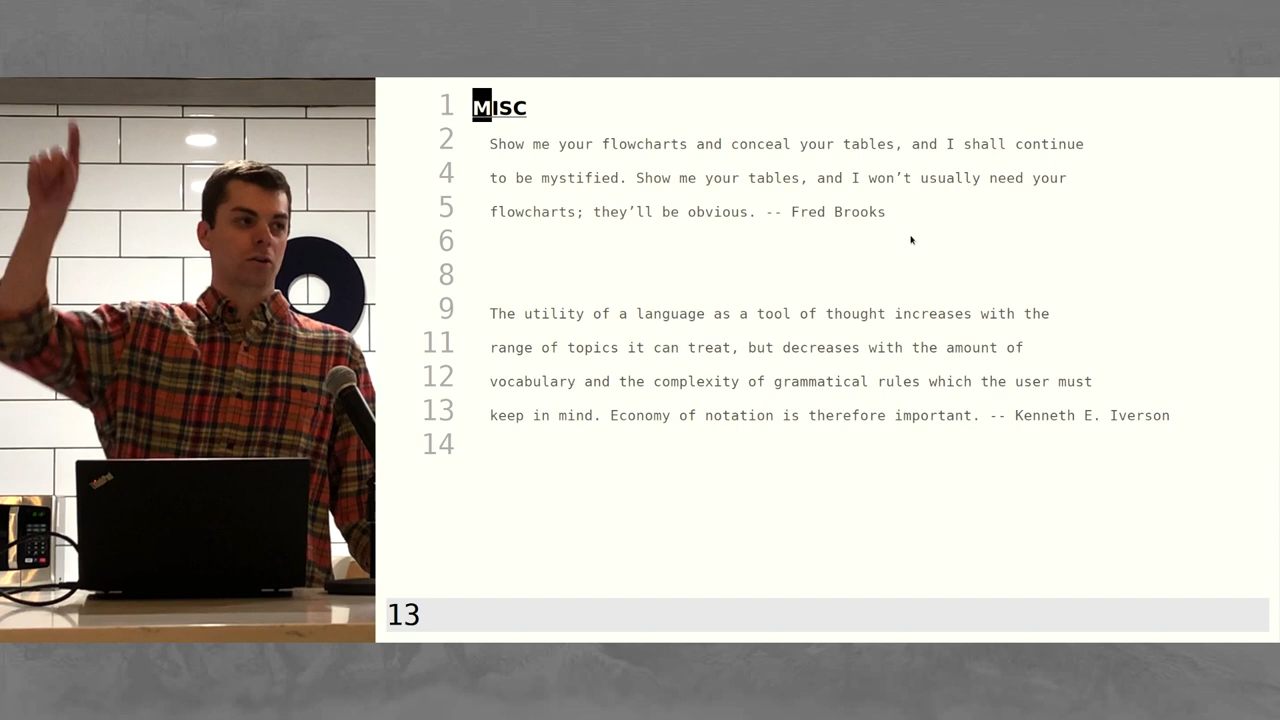 1 MISC
2 Show me your flowcharts and conceal your tables, and I shall continue
4 to be mystified. Show me your tables, and I won’t usually need your
5 flowcharts; they’ll be obvious. -- Fred Brooks
6
8
9 The utility of a language as a tool of thought increases with the
11 range of topics it can treat, but decreases with the amount of
12 vocabulary and the complexity of grammatical rules which the user must
13 keep in mind. Economy of notation is therefore important. -- Kenneth E. Iverson
14
13
ThinkPad